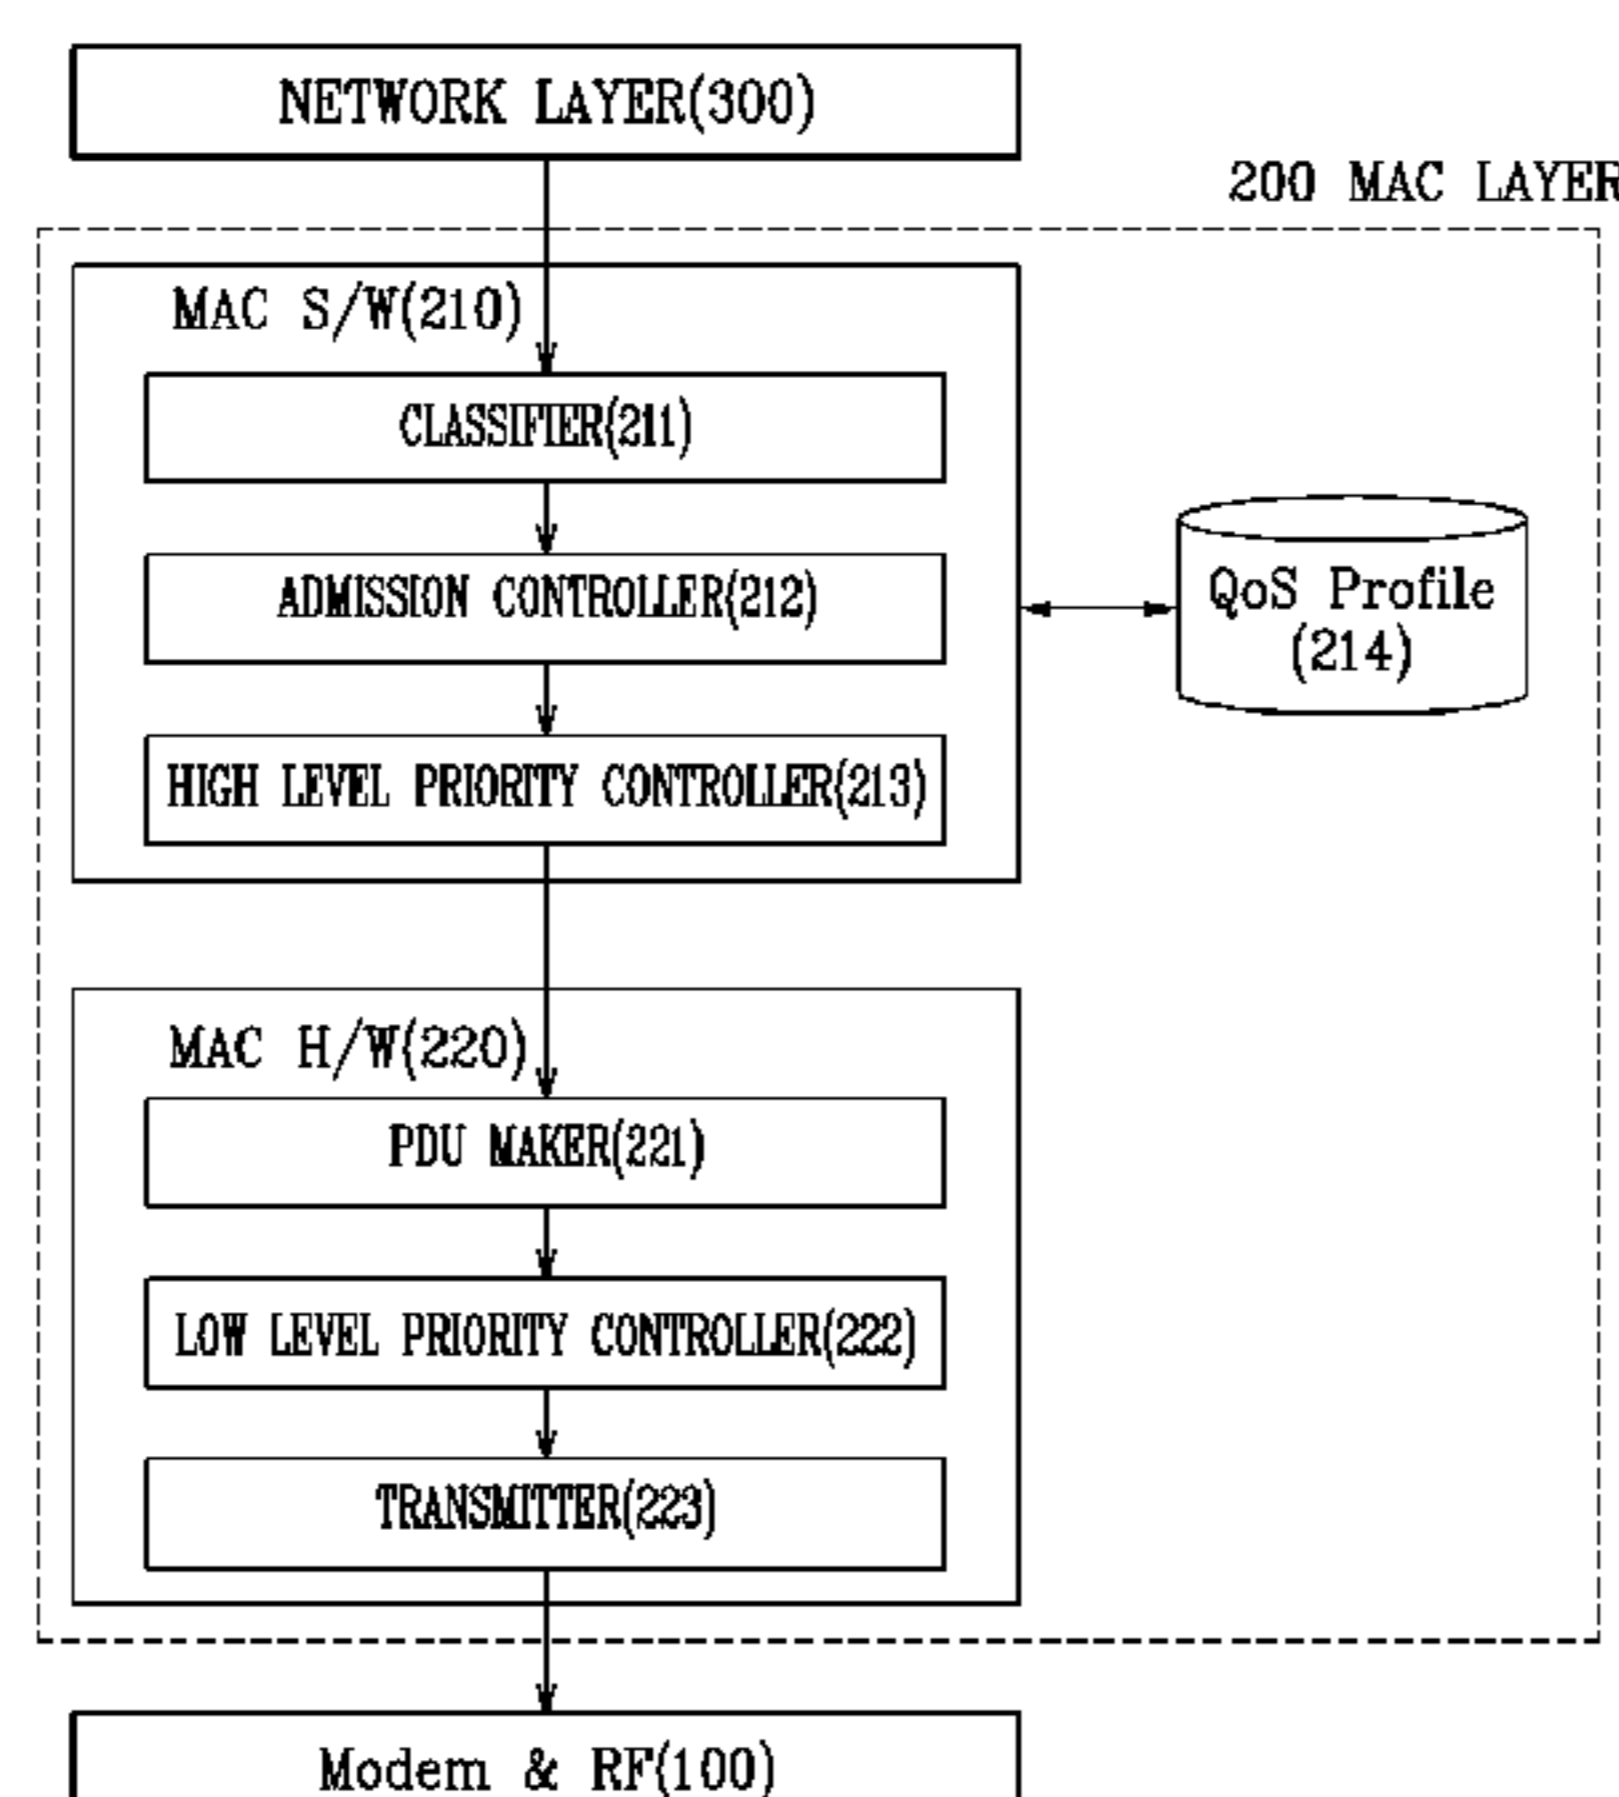 NETWORK LAYER(300)
200 MAC LAYER
MAC S/W(210)
CLASSIFIER(211)
ADMISSION CONTROLLER(212)
QoS Profile
(214)
HIGH LEVEL PRIORITY CONTROLLER(213)
MAC H/W(220)
PDU MAKER(221)
LOW LEVEL PRIORITY CONTROLLER(222)
TRANSMITTER(223)
Modem & RF(100)